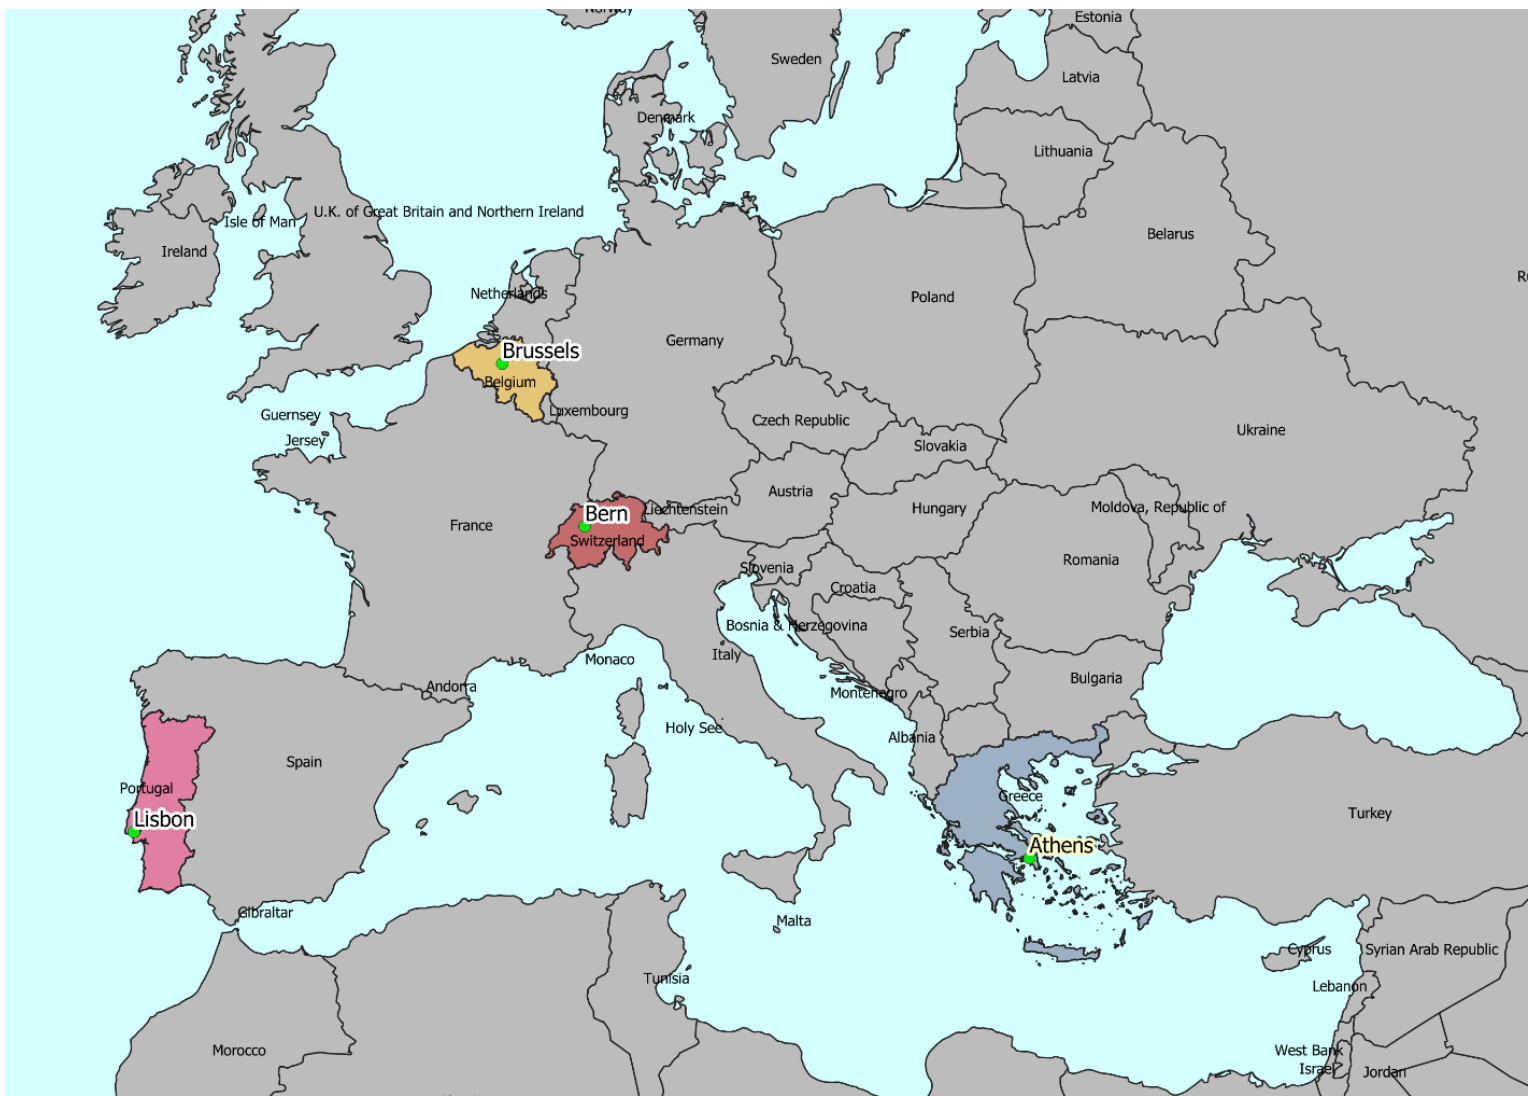 Norway
Estonia
Sweden
Latvia
Denmark
Lithuania
U.K. of Great Britain and Northern Ireland
Isle of Man
Ireland
Belarus
Netherlands
Poland
Germany
Brussels
Belgium
Luxembourg
Guernsey
Jersey
Czech Republic
Slovakia
Ukraine
Austria
Liechtenstein
Bern
Switzerland
France
Hungary
Moldova, Republic of
Romania
Slovenia
Croatia
Bosnia & Herzegovina
Serbia
Italy
Monaco
Andorra
Montenegro
Bulgaria
Holy See
Albania
Spain
Portugal
Lisbon
Greece
Turkey
Athens
Gibraltar
Malta
Cyprus
Syrian Arab Republic
Tunisia
Lebanon
Morocco
West Bank
Israel
Jordan